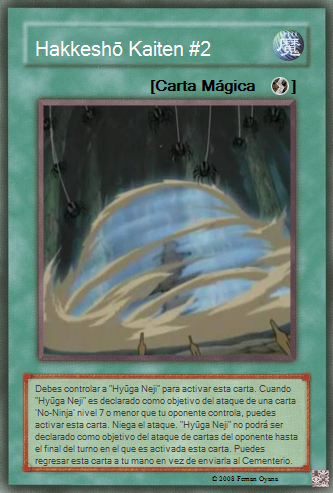 Hakkeshō Kaiten #2
魔
[Carta Mágica ]
Debes controlar a "Hyūga Neji" para activar esta carta. Cuando
"Hyūga Neji" es declarado como objetivo del ataque de una carta
'No-Ninja' nivel 7 o menor que tu oponente controla, puedes
activar esta carta. Niega el ataque. "Hyūga Neji" no podrá ser
declarado como objetivo del ataque de cartas del oponente hasta
el final del turno en el que es activada esta carta. Puedes
regresar esta carta a tu mano en vez de enviarla al Cementerio.